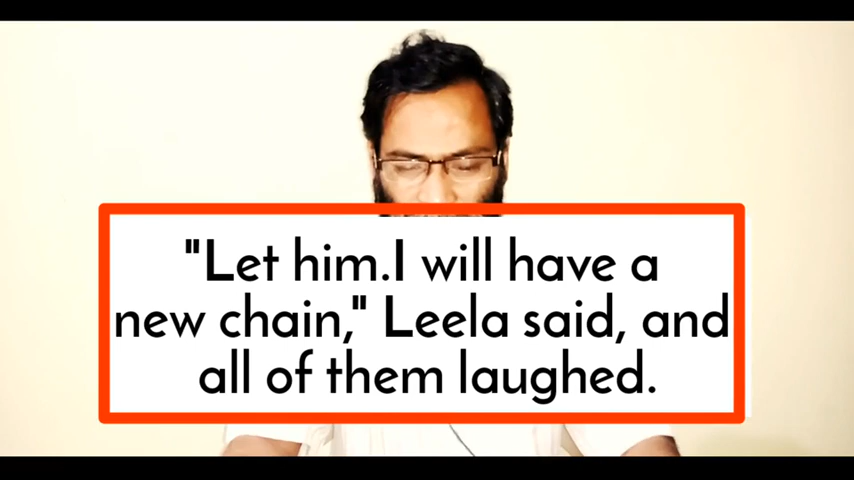 "Let him.I will have a
new chain," Leela said, and
all of them laughed.